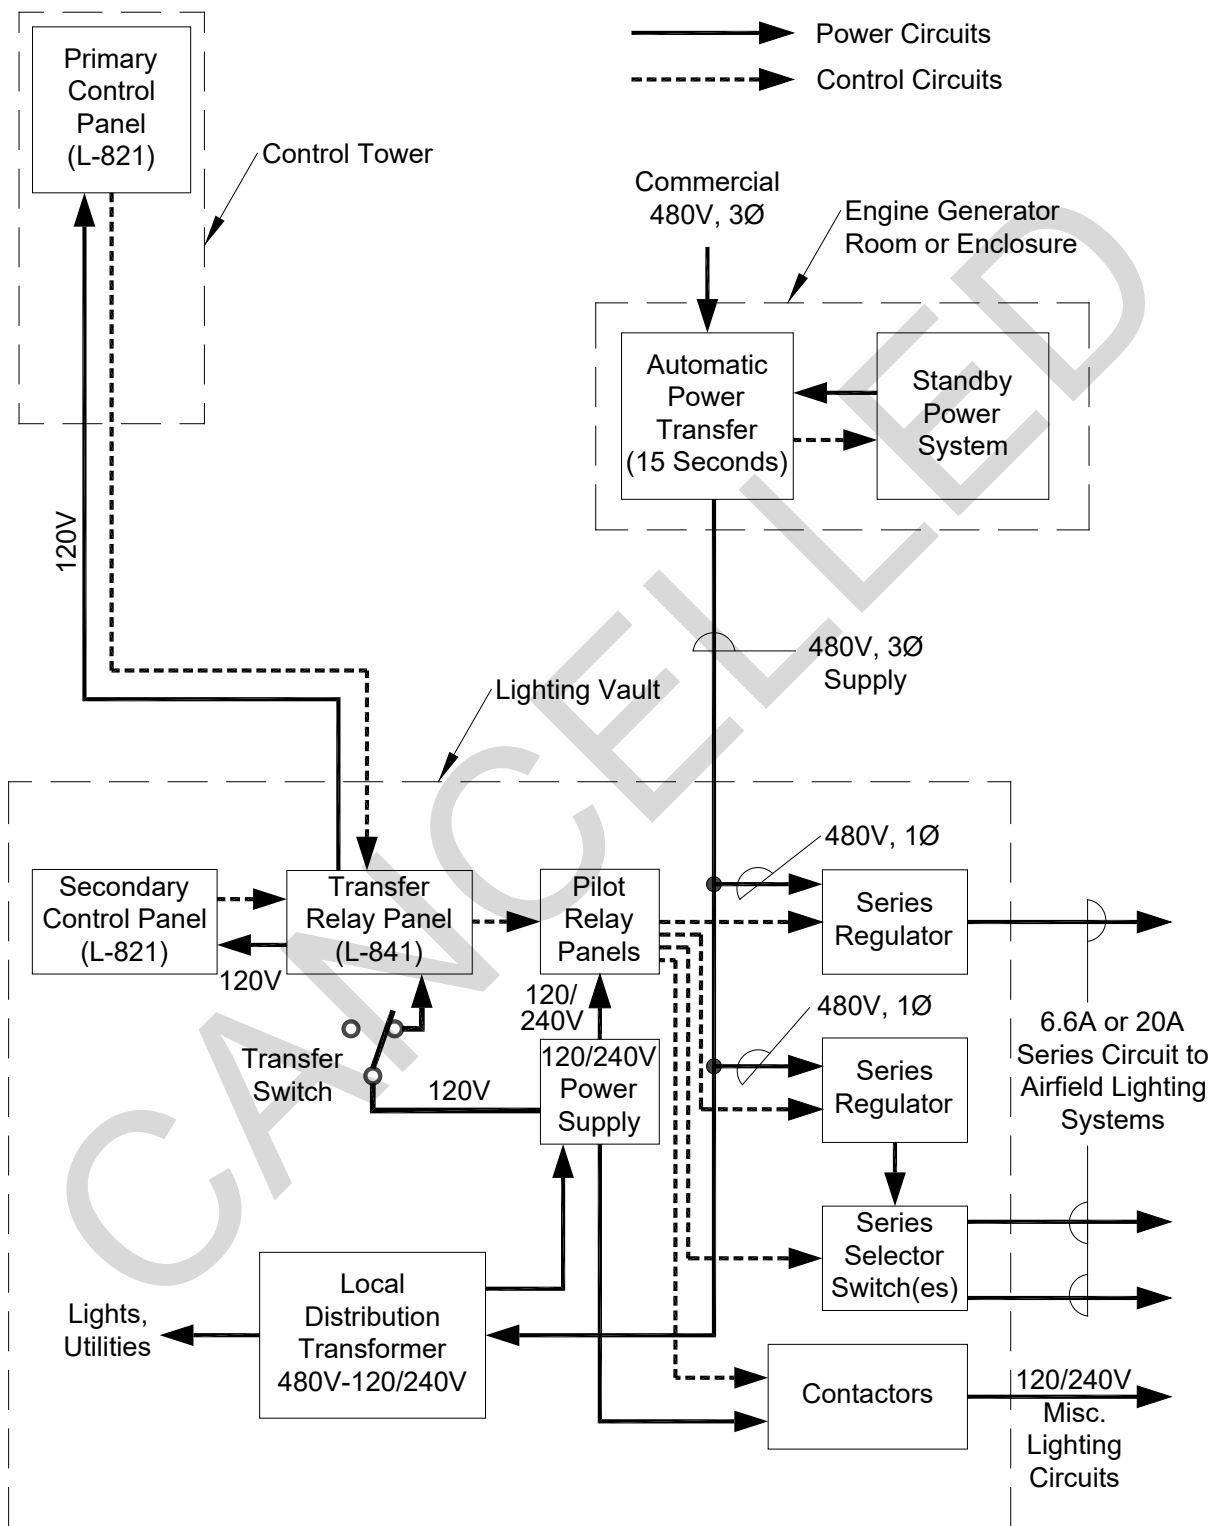 Primary
Control
Panel
(L-821)
Power Circuits
Control Circuits
Control Tower
Commercial
480V, 3Ø
Engine Generator
Room or Enclosure
Automatic
Power
Transfer
(15 Seconds)
Standby
Power
System
120V
480V, 3Ø
Supply
Lighting Vault
480V, 1Ø
Secondary
Control Panel
(L-821)
Transfer
Relay Panel
(L-841)
Pilot
Relay
Panels
Series
Regulator
120V
120/
240V
480V, 1Ø
6.6A or 20A
Series Circuit to
Airfield Lighting
Systems
Transfer
Switch
120V
120/240V
Power
Supply
Series
Regulator
Series
Selector
Switch(es)
Local
Distribution
Transformer
480V-120/240V
Lights,
Utilities
Contactors
120/240V
Misc.
Lighting
Circuits
CANCELLED